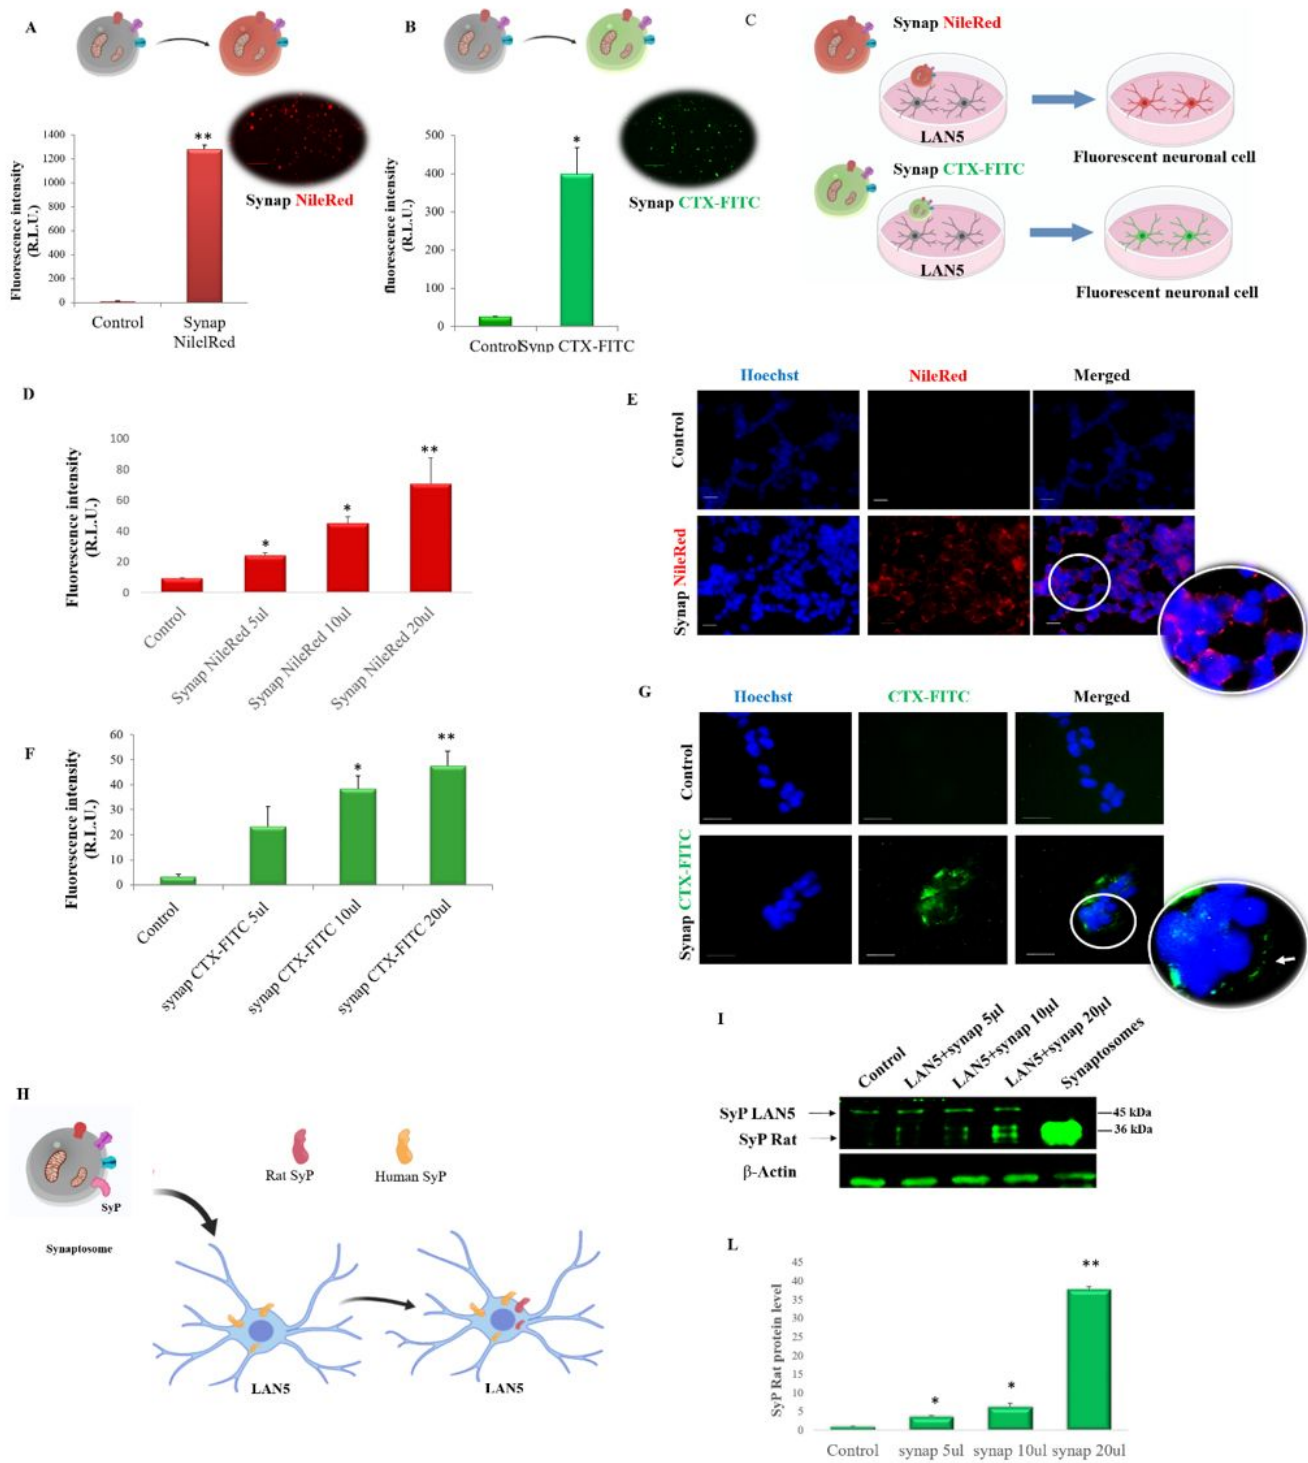 A
B
C
Synap NileRed
LAN5
Fluorescent neuronal cell
Synap CTX-FITC
LAN5
Fluorescent neuronal cell
Fluorescence intensity
(R.L.U.)
1400
1200
1000
800
600
400
200
0
**
Control
Synap
NilelRed
Synap NileRed
fluorescence intensity
(R.L.U.)
500
400
300
200
100
0
*
Control
Synp CTX-FITC
Synap CTX-FITC
D
Fluorescence intensity
(R.L.U.)
100
80
60
40
20
0
*
*
**
Control
Synap NileRed 5ul
Synap NileRed 10ul
Synap NileRed 20ul
E
Hoechst
NileRed
Merged
Control
Synap NileRed
F
Fluorescence intensity
(R.L.U.)
60
50
40
30
20
10
0
*
**
Control
synap CTX-FITC 5ul
synap CTX-FITC 10ul
synap CTX-FITC 20ul
G
Hoechst
CTX-FITC
Merged
Control
Synap CTX-FITC
H
SyP
Synaptosome
Rat SyP
Human SyP
LAN5
LAN5
I
Control
LAN5+synap 5µl
LAN5+synap 10µl
LAN5+synap 20µl
Synaptosomes
SyP LAN5
SyP Rat
β-Actin
45 kDa
36 kDa
L
SyP Rat protein level
45
40
35
30
25
20
15
10
5
0
*
*
**
Control
synap 5ul
synap 10ul
synap 20ul